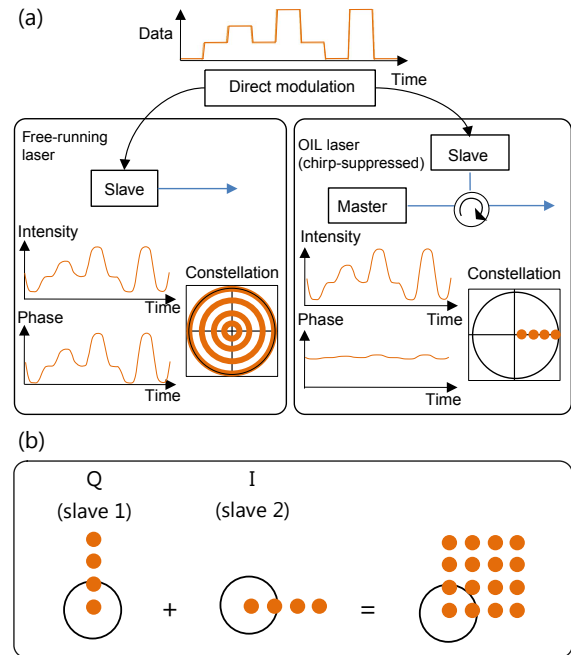 (a)
Data
Time
Direct modulation
Free-running
laser
Slave
Intensity
Time
Phase
Time
Constellation
OIL laser
(chirp-suppressed)
Slave
Master
Intensity
Time
Phase
Time
Constellation
(b)
Q
(slave 1)
I
(slave 2)
+
=